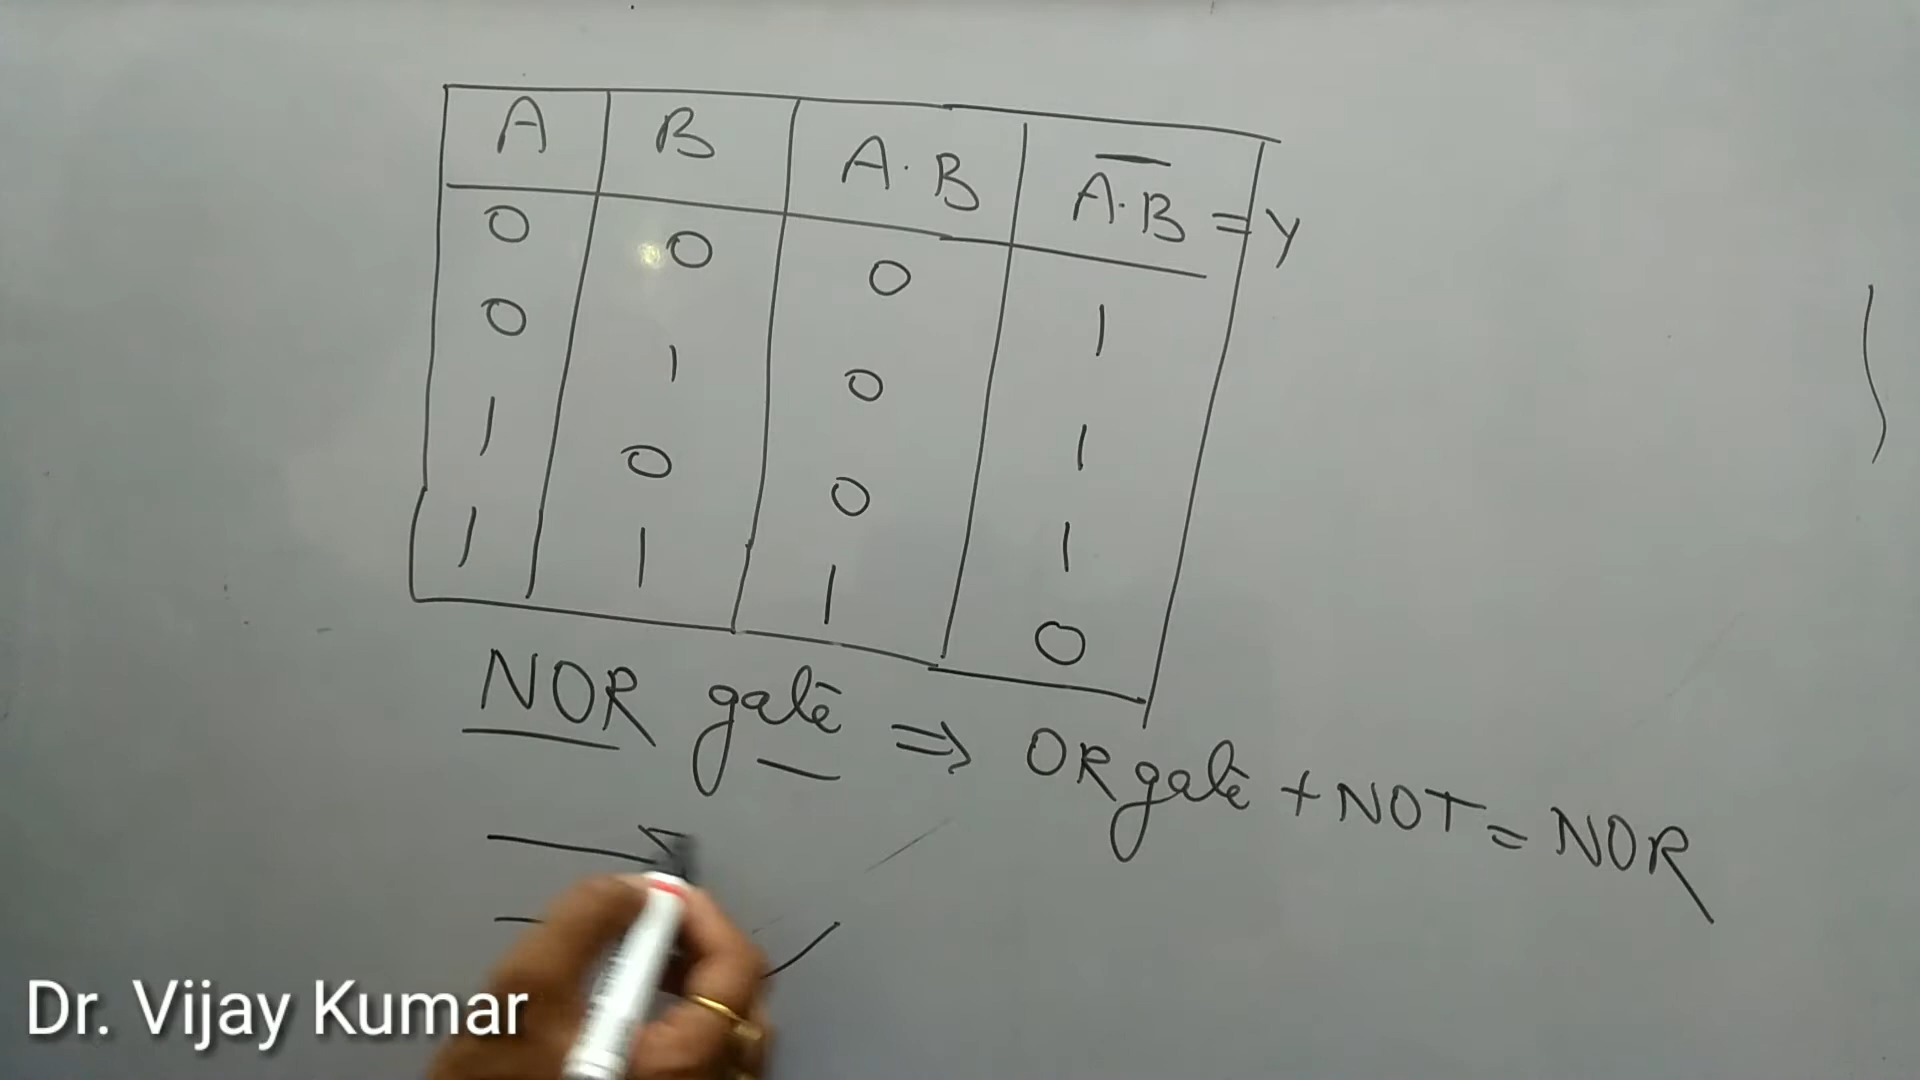 A B A.B A̅.̅B̅ = Y
0 0 0 1
0 1 0 1
1 0 0 1
1 1 1 0
NOR gate ⇒ OR gate + NOT = NOR
Dr. Vijay Kumar